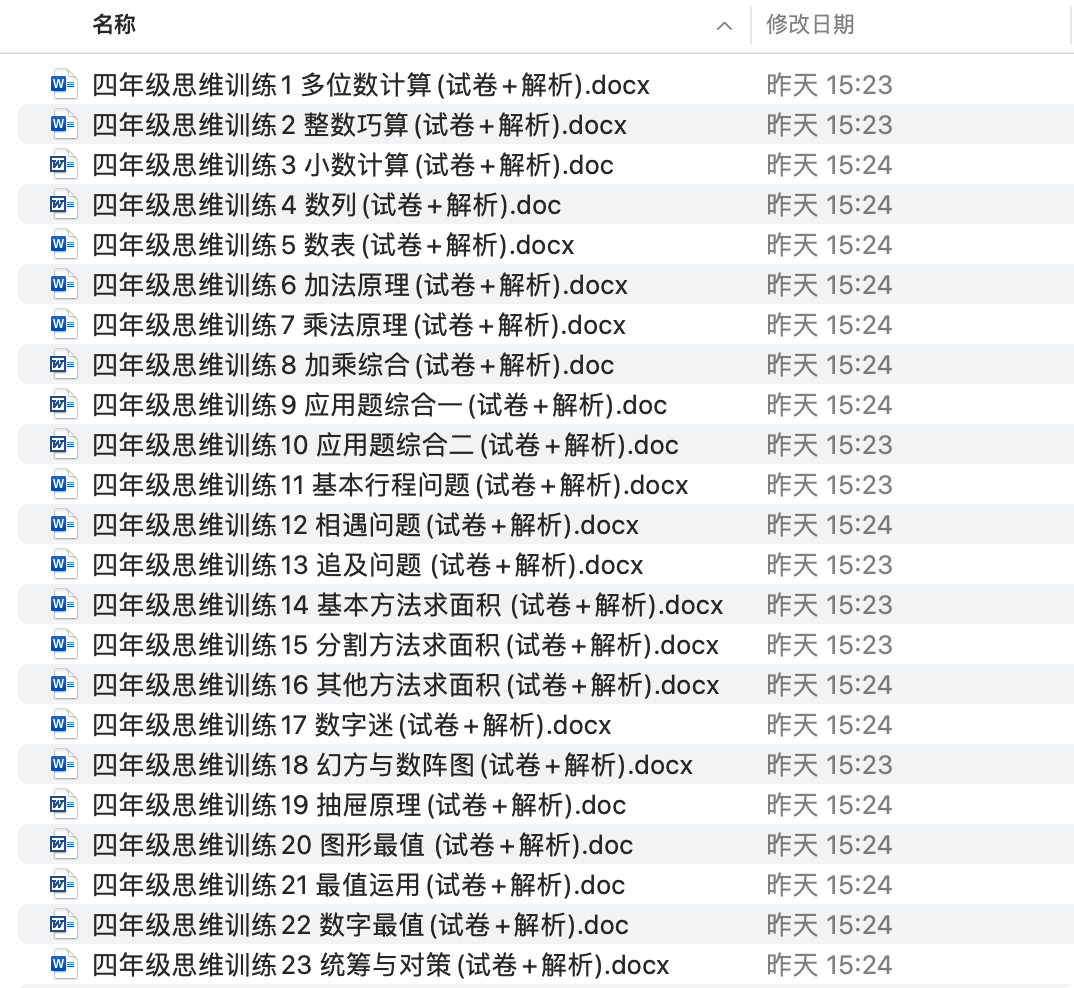 名称 修改日期
四年级思维训练1 多位数计算(试卷+解析).docx 昨天 15:23
四年级思维训练2 整数巧算(试卷+解析).docx 昨天 15:23
四年级思维训练3 小数计算(试卷+解析).doc 昨天 15:24
四年级思维训练4 数列(试卷+解析).doc 昨天 15:24
四年级思维训练5 数表(试卷+解析).docx 昨天 15:24
四年级思维训练6 加法原理(试卷+解析).docx 昨天 15:24
四年级思维训练7 乘法原理(试卷+解析).docx 昨天 15:24
四年级思维训练8 加乘综合(试卷+解析).doc 昨天 15:24
四年级思维训练9 应用题综合一(试卷+解析).doc 昨天 15:24
四年级思维训练10 应用题综合二(试卷+解析).doc 昨天 15:23
四年级思维训练11 基本行程问题(试卷+解析).docx 昨天 15:23
四年级思维训练12 相遇问题(试卷+解析).docx 昨天 15:24
四年级思维训练13 追及问题 (试卷+解析).docx 昨天 15:23
四年级思维训练14 基本方法求面积 (试卷+解析).docx 昨天 15:23
四年级思维训练15 分割方法求面积(试卷+解析).docx 昨天 15:23
四年级思维训练16 其他方法求面积(试卷+解析).docx 昨天 15:24
四年级思维训练17 数字迷(试卷+解析).docx 昨天 15:24
四年级思维训练18 幻方与数阵图(试卷+解析).docx 昨天 15:23
四年级思维训练19 抽屉原理(试卷+解析).doc 昨天 15:24
四年级思维训练20 图形最值 (试卷+解析).doc 昨天 15:24
四年级思维训练21 最值运用(试卷+解析).doc 昨天 15:24
四年级思维训练22 数字最值(试卷+解析).doc 昨天 15:24
四年级思维训练23 统筹与对策(试卷+解析).docx 昨天 15:24